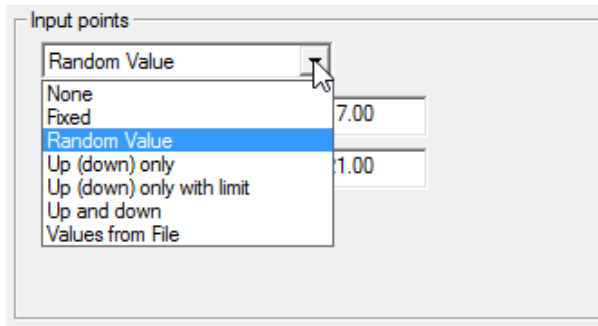 Input points
Random Value
None
Fixed
Random Value
Up (down) only
Up (down) only with limit
Up and down
Values from File
7.00
1.00